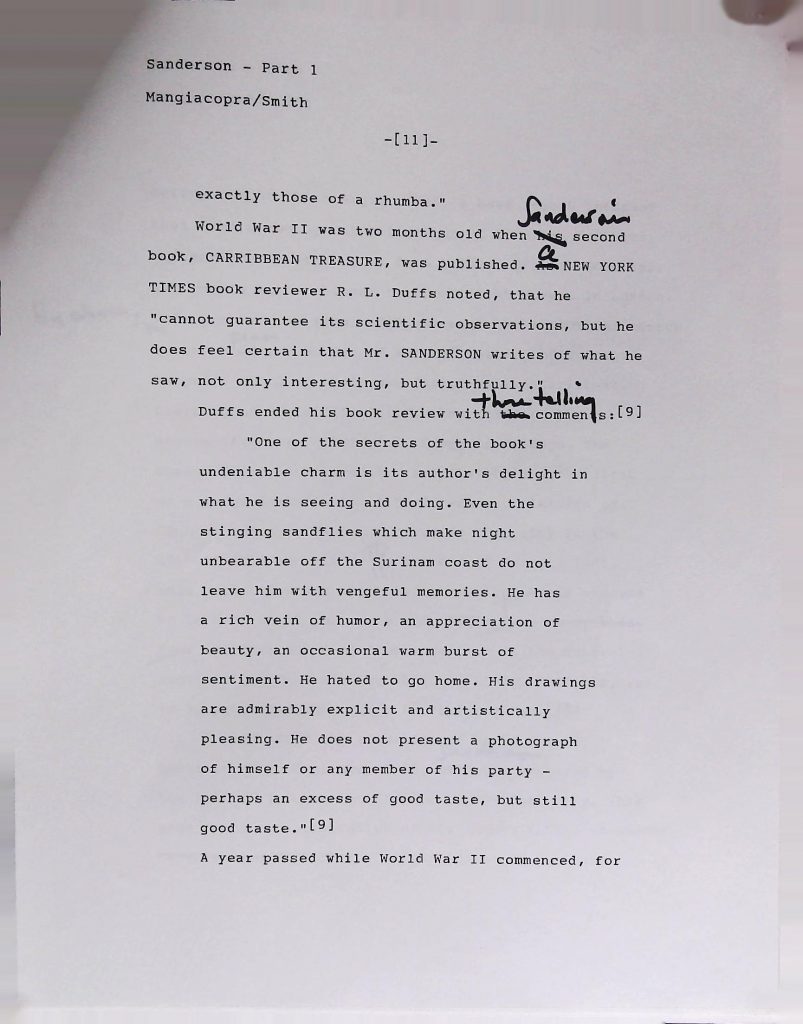 Sanderson - Part 1
Mangiacopra/Smith
-[11]-
exactly those of a rhumba."
Sanderson
World War II was two months old when his second
a
book, CARRIBBEAN TREASURE, was published. As NEW YORK
TIMES book reviewer R. L. Duffs noted, that he
"cannot guarantee its scientific observations, but he
does feel certain that Mr. SANDERSON writes of what he
saw, not only interesting, but truthfully."
telling
Duffs ended his book review with the comments:[9]
"One of the secrets of the book's
undeniable charm is its author's delight in
what he is seeing and doing. Even the
stinging sandflies which make night
unbearable off the Surinam coast do not
leave him with vengeful memories. He has
a rich vein of humor, an appreciation of
beauty, an occasional warm burst of
sentiment. He hated to go home. His drawings
are admirably explicit and artistically
pleasing. He does not present a photograph
of himself or any member of his party -
perhaps an excess of good taste, but still
good taste."[9]
A year passed while World War II commenced, for